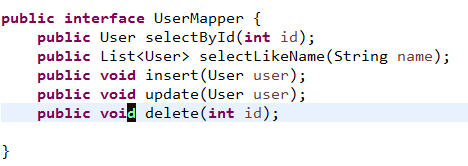 public interface UserMapper {
public User selectById(int id);
public List<User> selectLikeName(String name);
public void insert(User user);
public void update(User user);
public void delete(int id);
}